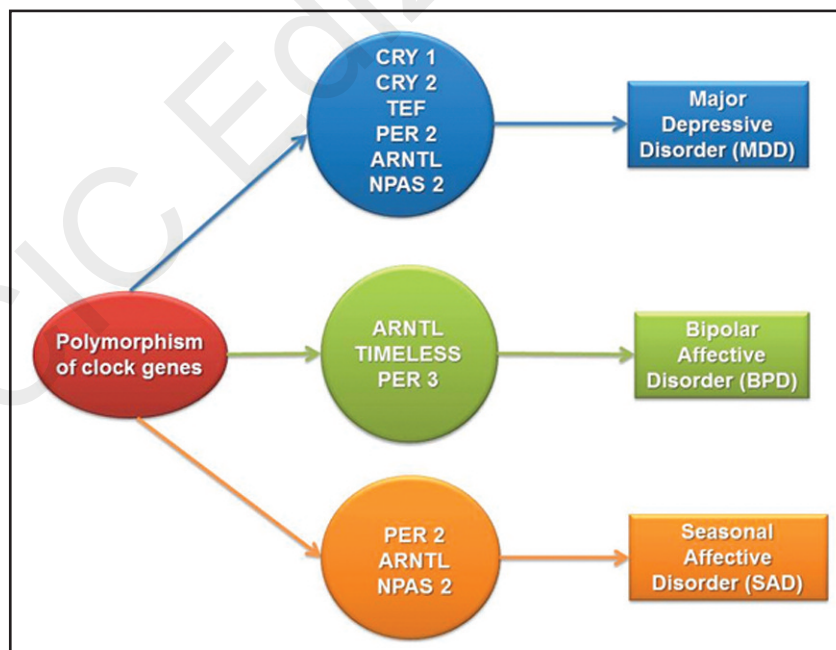 CRY 1
CRY 2
TEF
PER 2
ARNTL
NPAS 2
Major
Depressive
Disorder (MDD)
Polymorphism
of clock genes
ARNTL
TIMELESS
PER 3
Bipolar
Affective
Disorder (BPD)
PER 2
ARNTL
NPAS 2
Seasonal
Affective
Disorder (SAD)